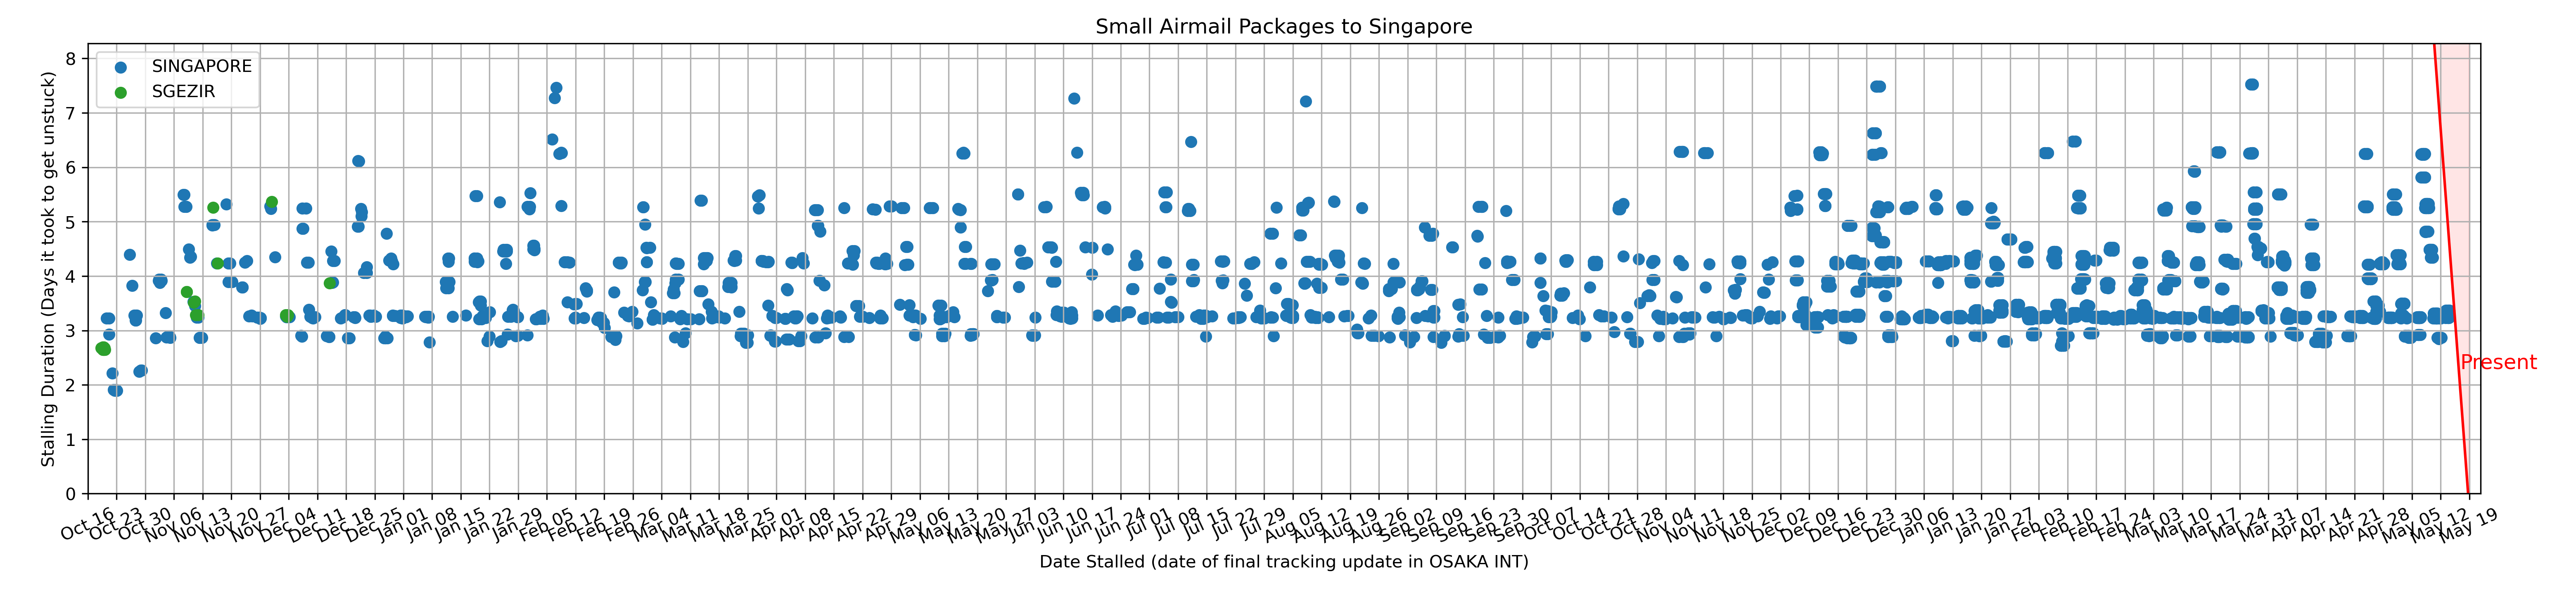 Small Airmail Packages to Singapore
SINGAPORE
SGEZIR
Stalling Duration (Days it took to get unstuck)
8
7
6
5
4
3
2
1
0
Present
Oct 16 Oct 23 Oct 30 Nov 06 Nov 13 Nov 20 Nov 27 Dec 04 Dec 11 Dec 18 Dec 25 Jan 01 Jan 08 Jan 15 Jan 22 Jan 29 Feb 05 Feb 12 Feb 19 Feb 26 Mar 04 Mar 11 Mar 18 Mar 25 Apr 01 Apr 08 Apr 15 Apr 22 Apr 29 May 06 May 13 May 20 May 27 Jun 03 Jun 10 Jun 17 Jun 24 Jul 01 Jul 08 Jul 15 Jul 22 Jul 29 Aug 05 Aug 12 Aug 19 Aug 26 Sep 02 Sep 09 Sep 16 Sep 23 Sep 30 Oct 07 Oct 14 Oct 21 Oct 28 Nov 04 Nov 11 Nov 18 Nov 25 Dec 02 Dec 09 Dec 16 Dec 23 Dec 30 Jan 06 Jan 13 Jan 20 Jan 27 Feb 03 Feb 10 Feb 17 Feb 24 Mar 03 Mar 10 Mar 17 Mar 24 Mar 31 Apr 07 Apr 14 Apr 21 Apr 28 May 05 May 12 May 19
Date Stalled (date of final tracking update in OSAKA INT)